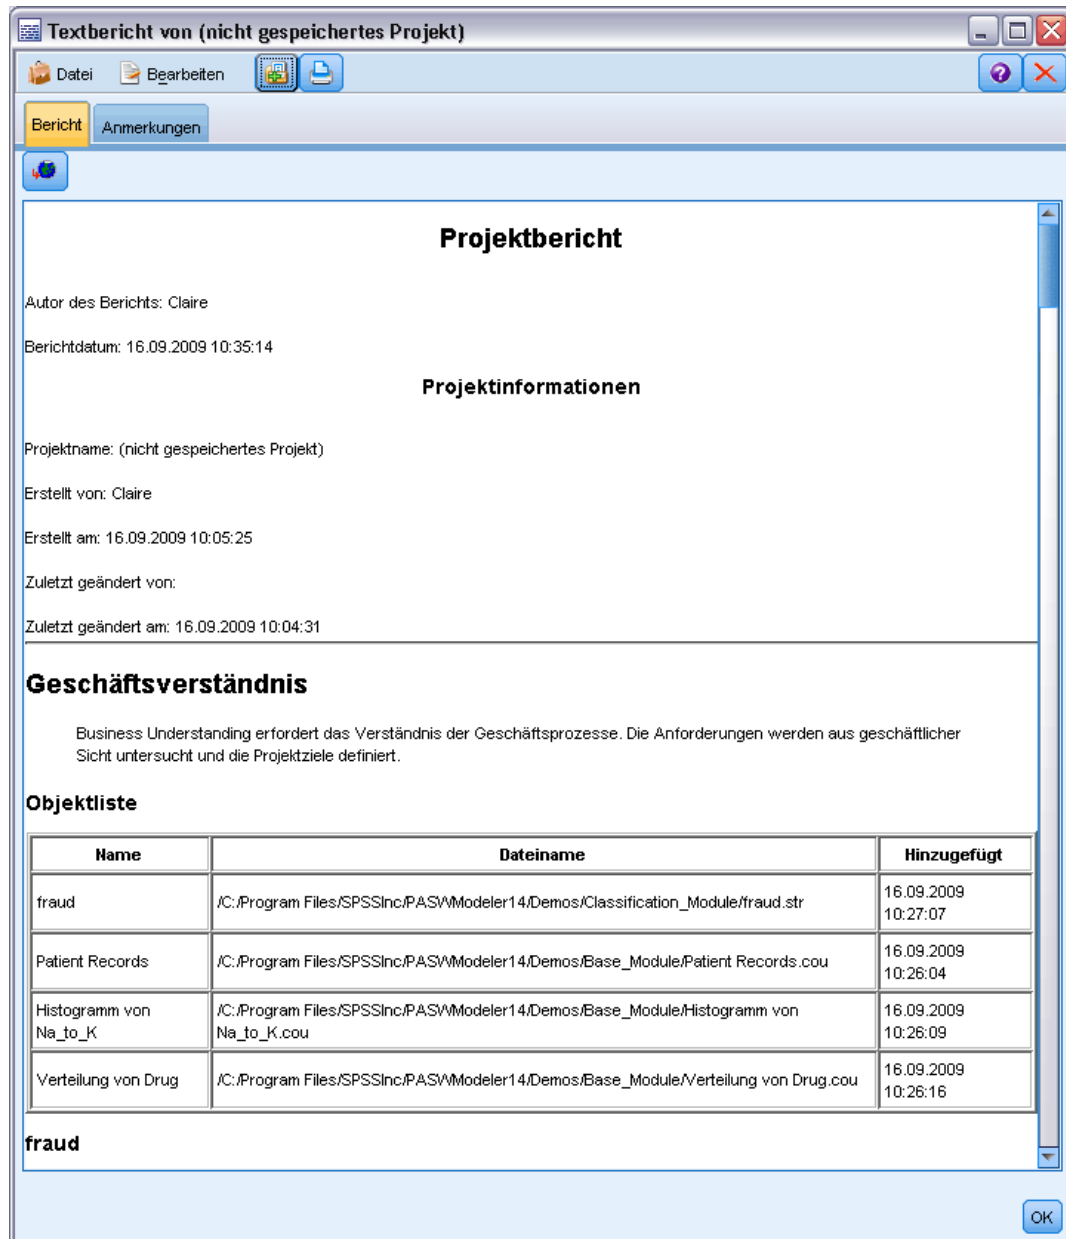 Textbericht von (nicht gespeichertes Projekt)
Datei Bearbeiten
Bericht Anmerkungen
Projektbericht
Autor des Berichts: Claire
Berichtdatum: 16.09.2009 10:35:14
Projektinformationen
Projektname: (nicht gespeichertes Projekt)
Erstellt von: Claire
Erstellt am: 16.09.2009 10:05:25
Zuletzt geändert von:
Zuletzt geändert am: 16.09.2009 10:04:31
Geschäftsverständnis
Business Understanding erfordert das Verständnis der Geschäftsprozesse. Die Anforderungen werden aus geschäftlicher
Sicht untersucht und die Projektziele definiert.
Objektliste
Name Dateiname Hinzugefügt
fraud /C:/Program Files/SPSSInc/PASWModeler14/Demos/Classification_Module/fraud.str 16.09.2009
10:27:07
Patient Records /C:/Program Files/SPSSInc/PASWModeler14/Demos/Base_Module/Patient Records.cou 16.09.2009
10:26:04
Histogramm von /C:/Program Files/SPSSInc/PASWModeler14/Demos/Base_Module/Histogramm von 16.09.2009
Na_to_K Na_to_K.cou 10:26:09
Verteilung von Drug /C:/Program Files/SPSSInc/PASWModeler14/Demos/Base_Module/Verteilung von Drug.cou 16.09.2009
10:26:16
fraud
OK